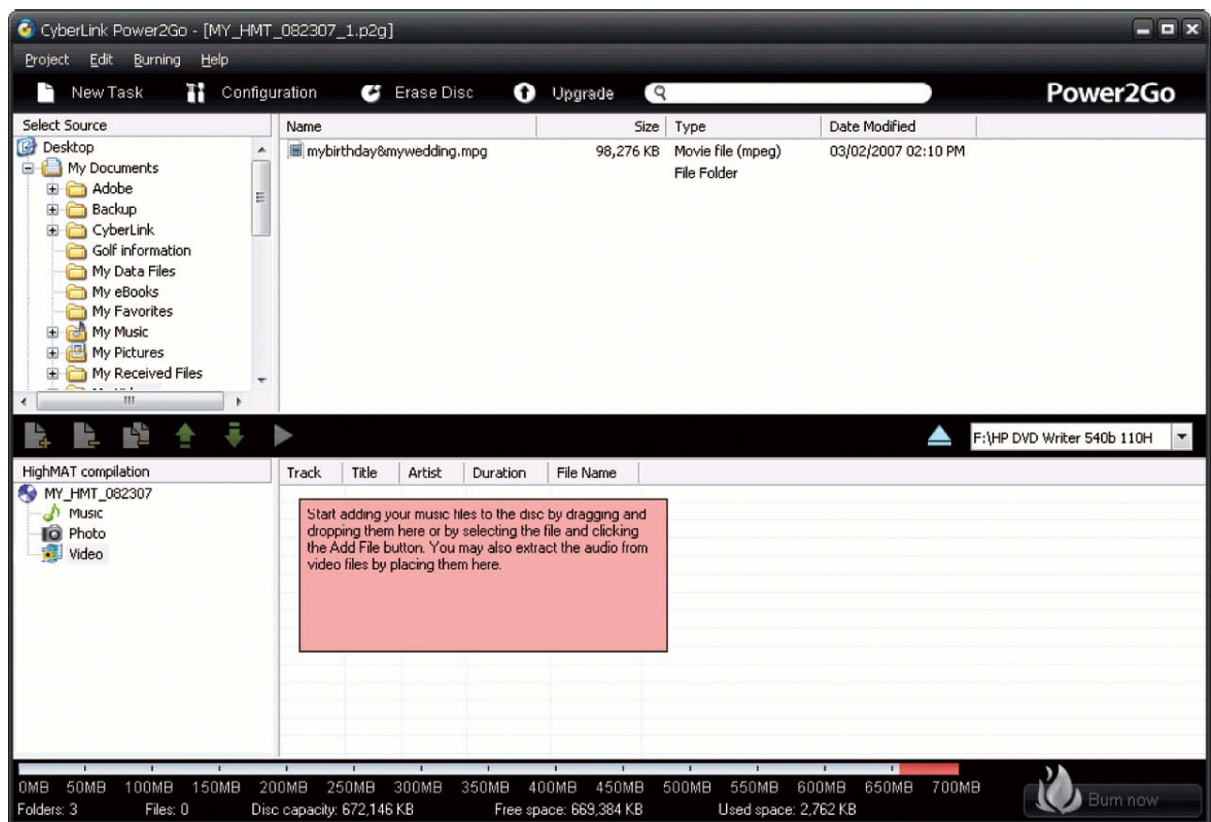 CyberLink Power2Go - [MY_HMT_082307_1.p2g]
Project Edit Burning Help
New Task Configuration Erase Disc Upgrade Power2Go
Select Source
Desktop
My Documents
Adobe
Backup
CyberLink
Golf information
My Data Files
My eBooks
My Favorites
My Music
My Pictures
My Received Files
Name Size Type Date Modified
mybirthday&mywedding.mpg 98,276 KB Movie file (mpeg) 03/02/2007 02:10 PM
File Folder
F:\HP DVD Writer 540b 110H
HighMAT compilation
MY_HMT_082307
Music
Photo
Video
Track Title Artist Duration File Name
Start adding your music files to the disc by dragging and
dropping them here or by selecting the file and clicking
the Add File button. You may also extract the audio from
video files by placing them here.
0MB 50MB 100MB 150MB 200MB 250MB 300MB 350MB 400MB 450MB 500MB 550MB 600MB 650MB 700MB
Folders: 3 Files: 0 Disc capacity: 672,146 KB Free space: 669,384 KB Used space: 2,762 KB
Burn now